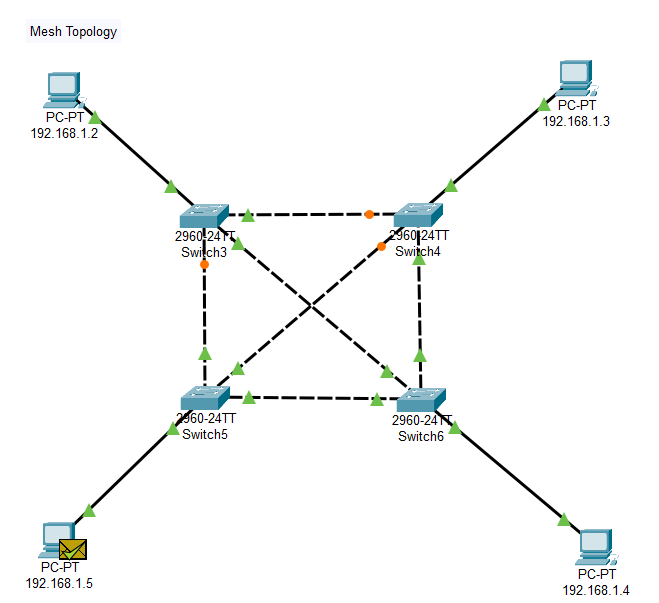 Mesh Topology
PC-PT
192.168.1.2
PC-PT
192.168.1.3
2960-24TT
Switch3
2960-24TT
Switch4
2960-24TT
Switch5
2960-24TT
Switch6
PC-PT
192.168.1.5
PC-PT
192.168.1.4